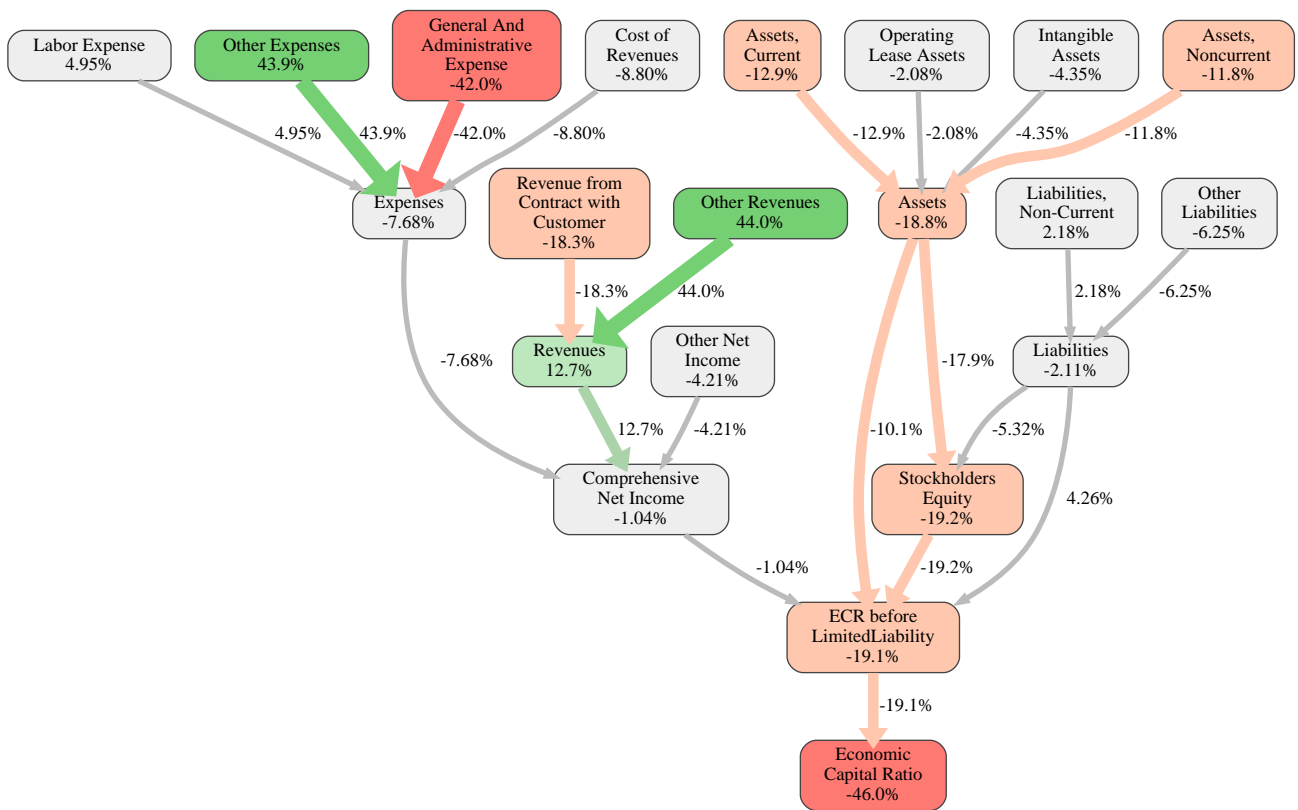 Labor Expense
4.95%
Other Expenses
43.9%
General And
Administrative
Expense
-42.0%
Cost of
Revenues
-8.80%
Assets,
Current
-12.9%
Operating
Lease Assets
-2.08%
Intangible
Assets
-4.35%
Assets,
Noncurrent
-11.8%
4.95%
43.9%
-42.0%
-8.80%
-12.9%
-2.08%
-4.35%
-11.8%
Expenses
-7.68%
Revenue from
Contract with
Customer
-18.3%
Other Revenues
44.0%
Assets
-18.8%
Liabilities,
Non-Current
2.18%
Other
Liabilities
-6.25%
-18.3%
44.0%
2.18%
-6.25%
-7.68%
Revenues
12.7%
Other Net
Income
-4.21%
-17.9%
Liabilities
-2.11%
12.7%
-4.21%
-10.1%
-5.32%
Comprehensive
Net Income
-1.04%
Stockholders
Equity
-19.2%
4.26%
-1.04%
-19.2%
ECR before
LimitedLiability
-19.1%
-19.1%
Economic
Capital Ratio
-46.0%